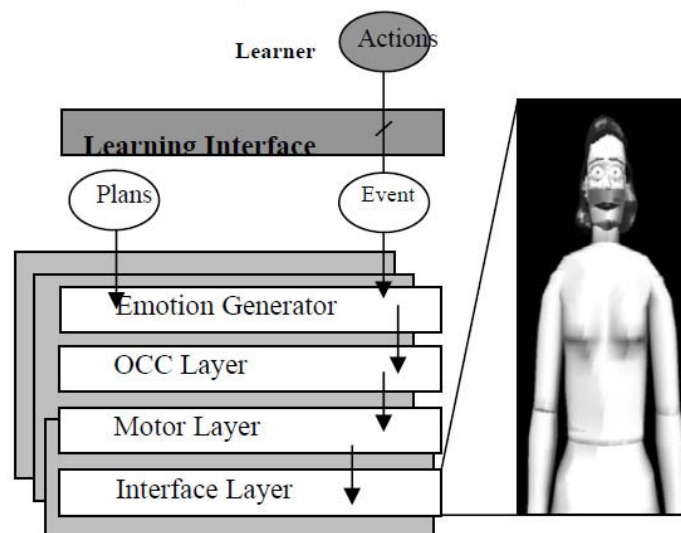 Actions
Learner
Learning Interface
Plans
Event
Emotion Generator
OCC Layer
Motor Layer
Interface Layer